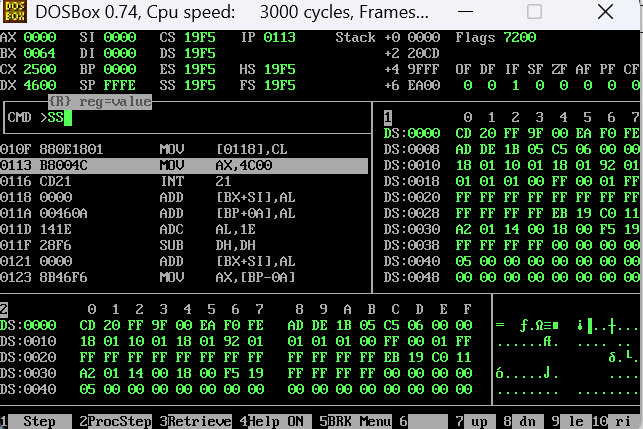 DOSBox 0.74, Cpu speed: 3000 cycles, Frames...
AX 0000 SI 0000 CS 19F5 IP 0113 Stack +0 0000 Flags 7200
BX 0064 DI 0000 DS 19F5 +2 20CD
CX 2500 BP 0000 ES 19F5 HS 19F5 +4 9FFF OF DF IF SF ZF AF PF CF
DX 4600 SP FFFE SS 19F5 FS 19F5 +6 EA00 0 0 1 0 0 0 0 0
{R} reg=value
CMD >SS
1 0 1 2 3 4 5 6 7
DS:0000 CD 20 FF 9F 00 EA F0 FE
DS:0008 AD DE 1B 05 C5 06 00 00
DS:0010 18 01 10 01 18 01 92 01
DS:0018 01 01 01 00 FF 00 01 FF
DS:0020 FF FF FF FF FF FF FF FF
DS:0028 FF FF FF FF EB 19 C0 11
DS:0030 A2 01 14 00 18 00 F5 19
DS:0038 FF FF FF FF 00 00 00 00
DS:0040 05 00 00 00 00 00 00 00
DS:0048 00 00 00 00 00 00 00 00
010F 880E1801 MOV [0118],CL
0113 B8004C MOV AX,4C00
0116 CD21 INT 21
0118 0000 ADD [BX+SI],AL
011A 00460A ADD [BP+0A],AL
011D 141E ADC AL,1E
011F 28F6 SUB DH,DH
0121 0000 ADD [BX+SI],AL
0123 8B46F6 MOV AX,[BP-0A]
2 0 1 2 3 4 5 6 7 8 9 A B C D E F
DS:0000 CD 20 FF 9F 00 EA F0 FE AD DE 1B 05 C5 06 00 00 = ƒ.Ω≡■ ¡▐..┼...
DS:0010 18 01 10 01 18 01 92 01 01 01 01 00 FF 00 01 FF ......Æ. .... ..
DS:0020 FF FF FF FF FF FF FF FF FF FF FF FF EB 19 C0 11 δ.└.
DS:0030 A2 01 14 00 18 00 F5 19 FF FF FF FF 00 00 00 00 ó.....⌡. ....
DS:0040 05 00 00 00 00 00 00 00 00 00 00 00 00 00 00 00 ........ ........
1 Step 2 ProcStep 3 Retrieve 4 Help ON 5 BRK Menu 6 7 up 8 dn 9 le 10 ri